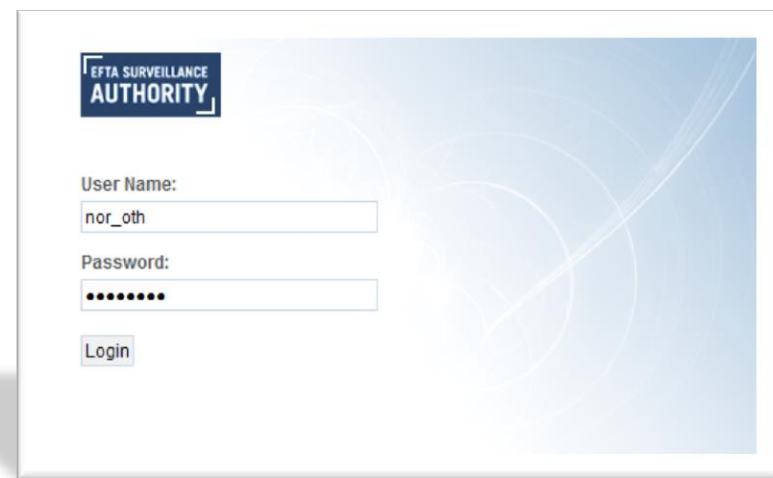 EFTA SURVEILLANCE
AUTHORITY
User Name:
nor_oth
Password:
●●●●●●●●
Login